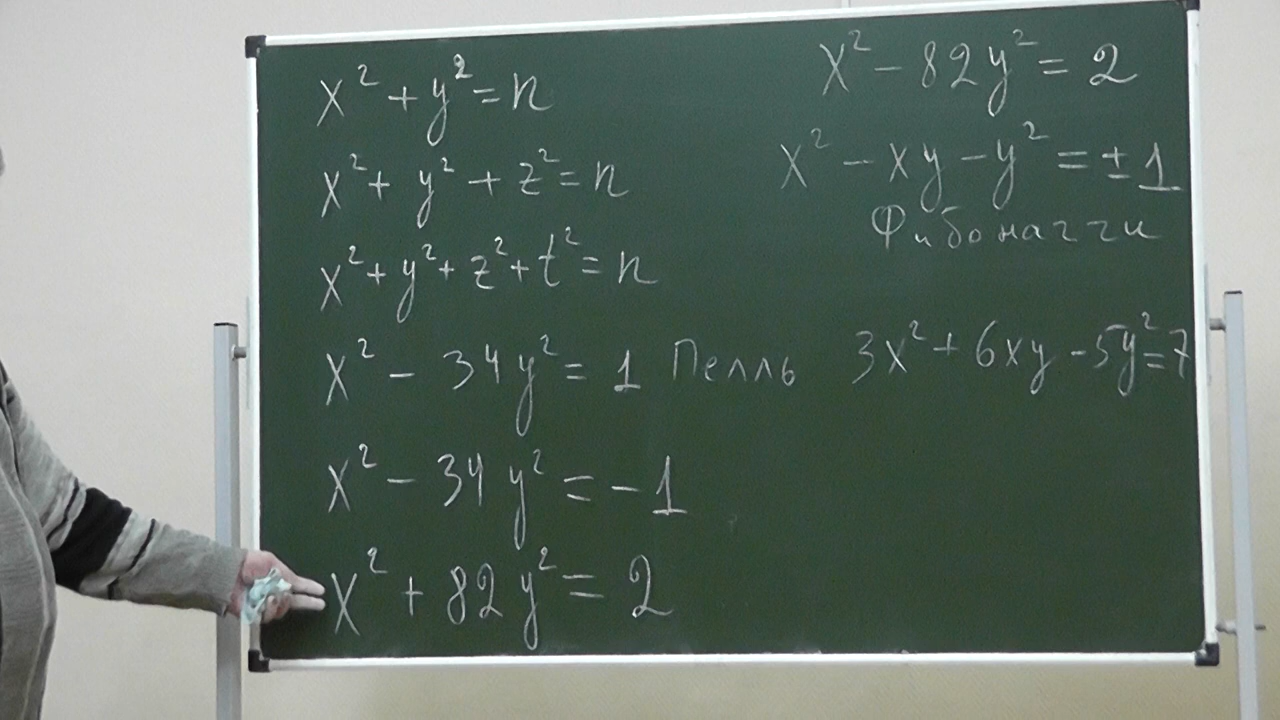 x² + y² = n
x² + y² + z² = n
x² + y² + z² + t² = n
x² - 34y² = 1 Пелль
x² - 34y² = -1
x² + 82y² = 2
x² - 82y² = 2
x² - xy - y² = ±1
Фибоначчи
3x² + 6xy - 5y² = 7